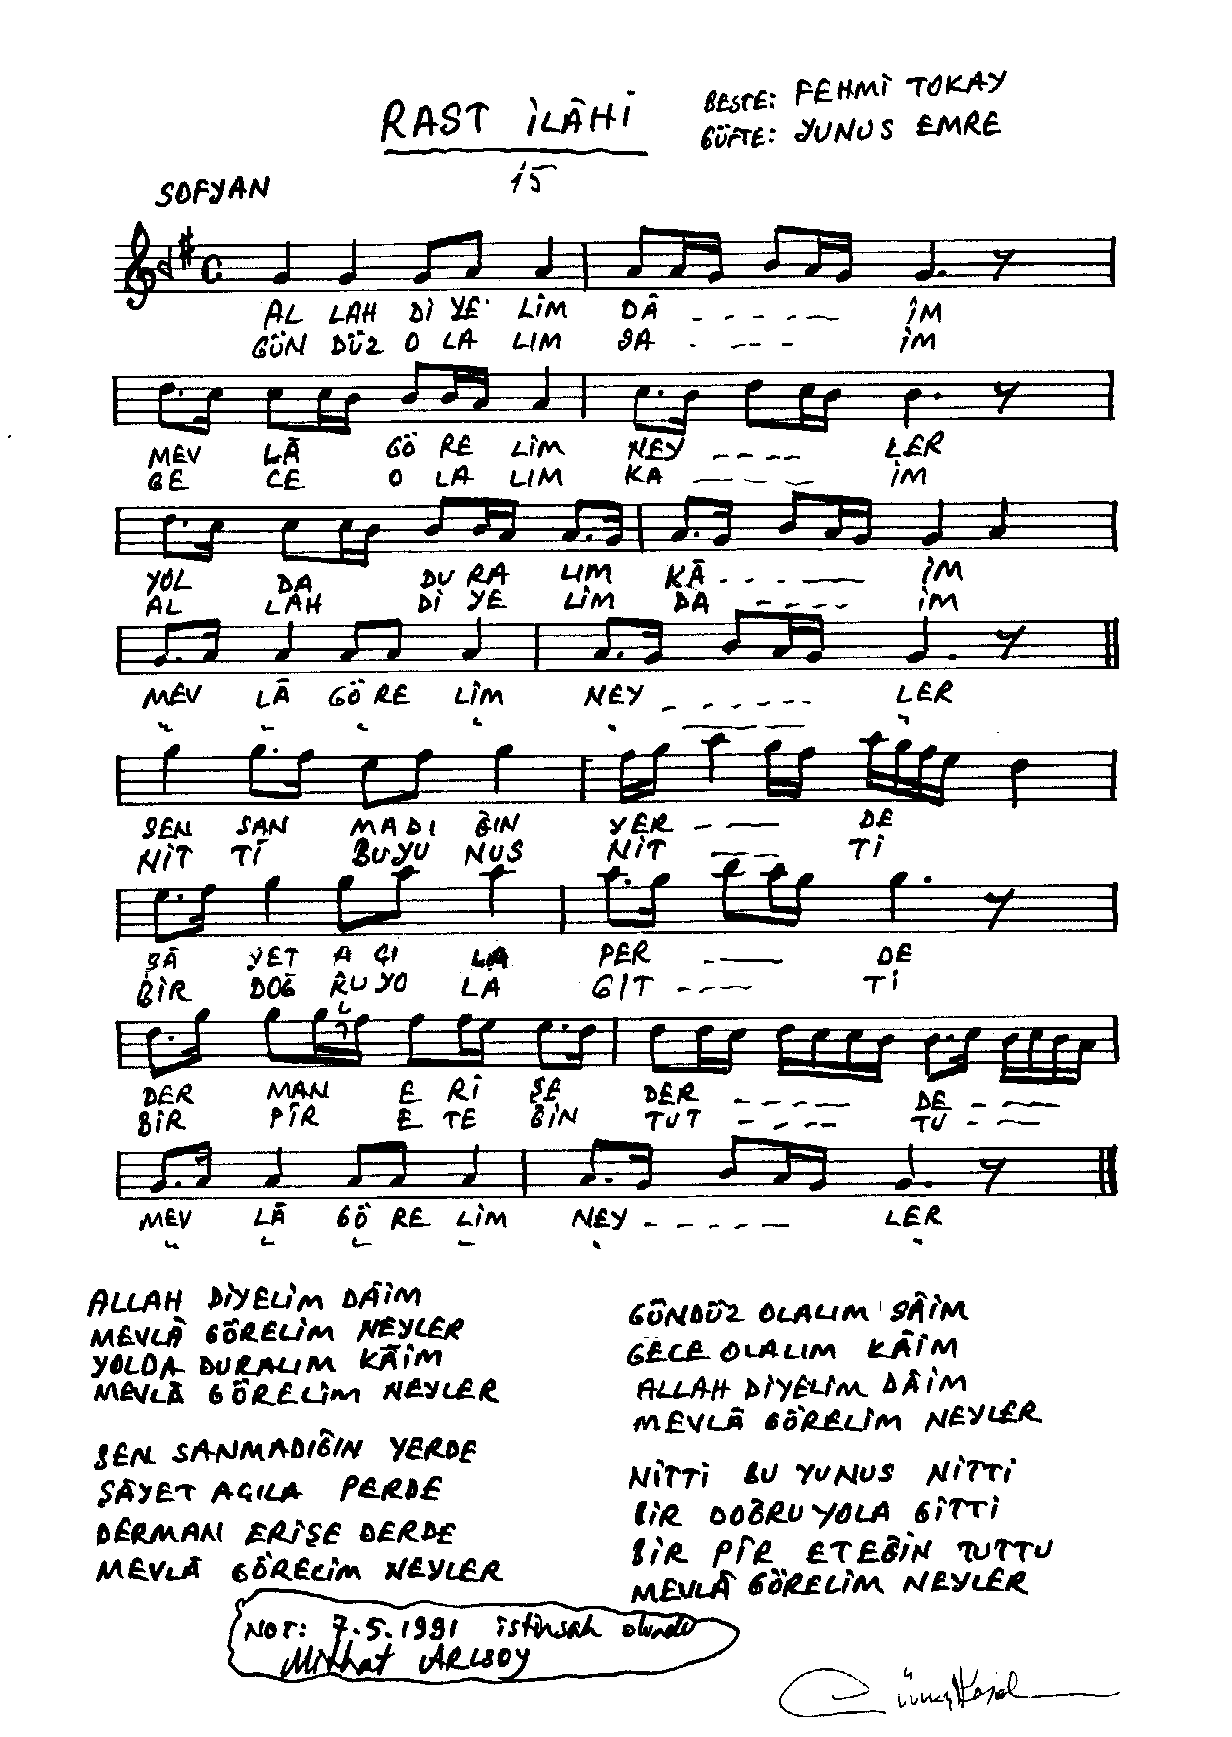 RAST İLÂHİ
BESTE: FEHMİ TOKAY
GÜFTE: YUNUS EMRE
15
SOFYAN
AL LAH Dİ YE LİM DÂ - - - - - İM
GÜN DÜZ O LA LIM SA - - - - İM
MEV LÂ GÖ RE LİM NEY - - - - LER
GE CE O LA LIM KA - - - - İM
YOL DA DU RA LIM KÂ - - - - İM
AL LAH Dİ YE LİM DA - - - - İM
MEV LÂ GÖ RE LİM NEY - - - - - LER
SEN SAN MA DI ĞIN YER - - DE
NİT Tİ BU YU NUS NİT - - Tİ
ŞÂ YET A ÇI LA PER - - DE
BİR DOĞ RU YO LA GİT - - - Tİ
DER MAN E Rİ ŞE DER - - - - DE - - -
BİR PÎR E TE ĞİN TUT - - - - TU - - -
MEV LÂ GÖ RE LİM NEY - - - - - LER
ALLAH DİYELİM DÂİM
MEVLÂ GÖRELİM NEYLER
YOLDA DURALIM KÂİM
MEVLÂ GÖRELİM NEYLER
SEN SANMADIĞIN YERDE
ŞÂYET AÇILA PERDE
DERMAN ERİŞE DERDE
MEVLÂ GÖRELİM NEYLER
GÜNDÜZ OLALIM SÂİM
GECE OLALIM KÂİM
ALLAH DİYELİM DÂİM
MEVLÂ GÖRELİM NEYLER
NİTTİ BU YUNUS NİTTİ
BİR DOĞRU YOLA GİTTİ
BİR PÎR ETEĞİN TUTTU
MEVLÂ GÖRELİM NEYLER
NOT: 7.5.1991 istinsah olundu
Mithat ARISOY